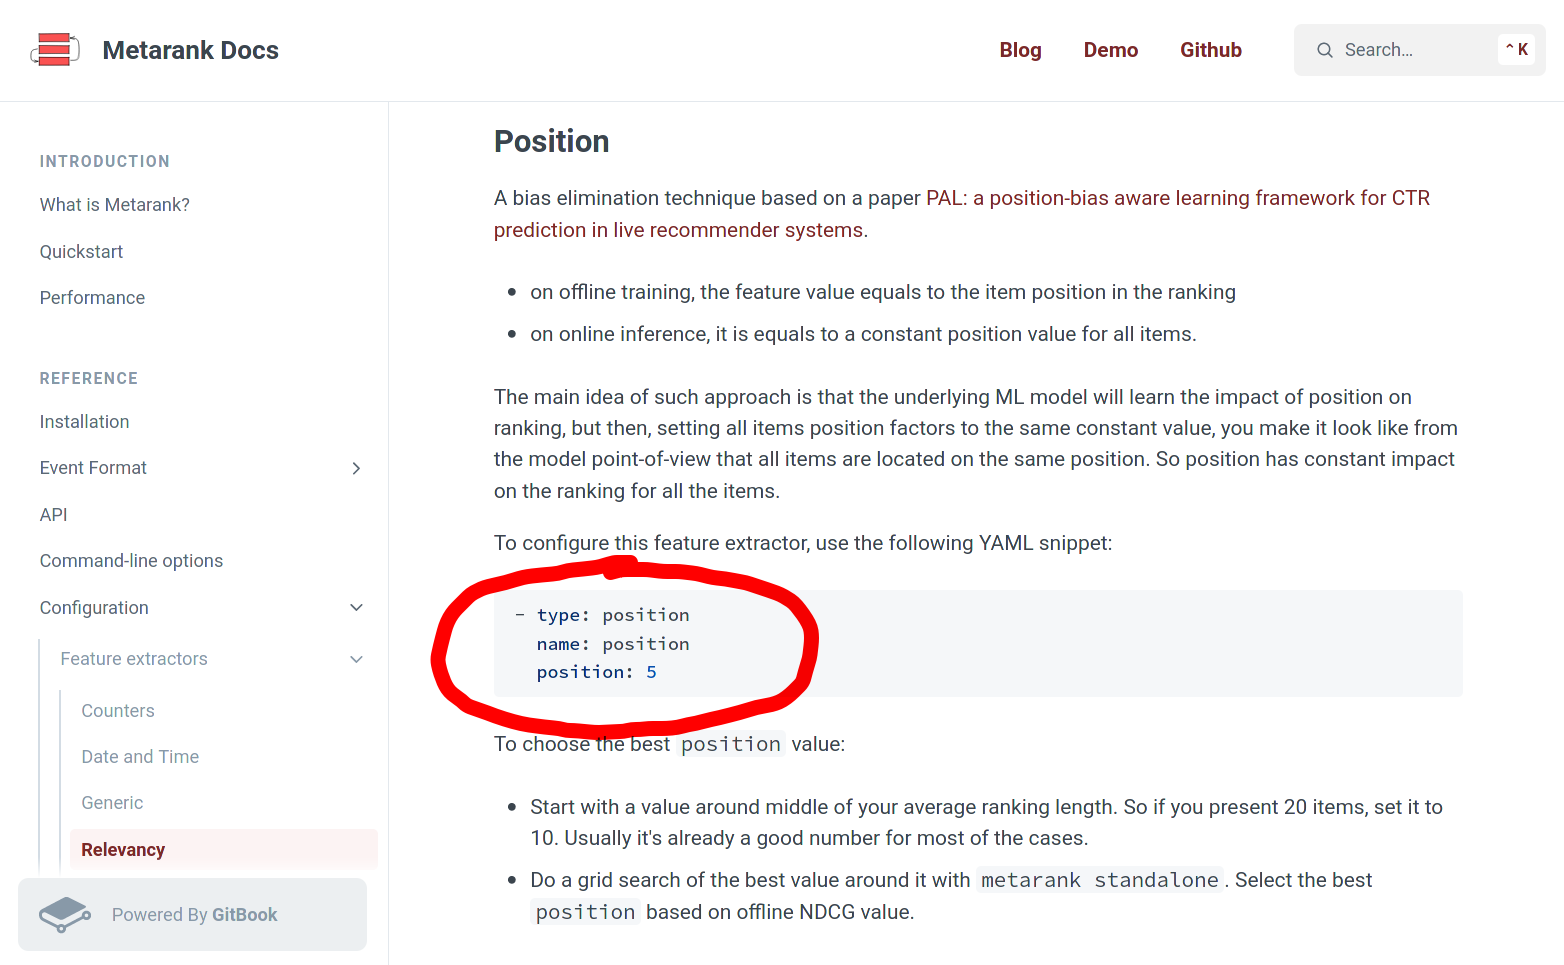 Metarank Docs
Blog
Demo
Github
Search...
^ K
INTRODUCTION
What is Metarank?
Quickstart
Performance
REFERENCE
Installation
Event Format
API
Command-line options
Configuration
Feature extractors
Counters
Date and Time
Generic
Relevancy
Powered By GitBook
Position
A bias elimination technique based on a paper PAL: a position-bias aware learning framework for CTR
prediction in live recommender systems.
• on offline training, the feature value equals to the item position in the ranking
• on online inference, it is equals to a constant position value for all items.
The main idea of such approach is that the underlying ML model will learn the impact of position on
ranking, but then, setting all items position factors to the same constant value, you make it look like from
the model point-of-view that all items are located on the same position. So position has constant impact
on the ranking for all the items.
To configure this feature extractor, use the following YAML snippet:
- type: position
name: position
position: 5
To choose the best position value:
• Start with a value around middle of your average ranking length. So if you present 20 items, set it to
10. Usually it's already a good number for most of the cases.
• Do a grid search of the best value around it with metarank standalone. Select the best
position based on offline NDCG value.